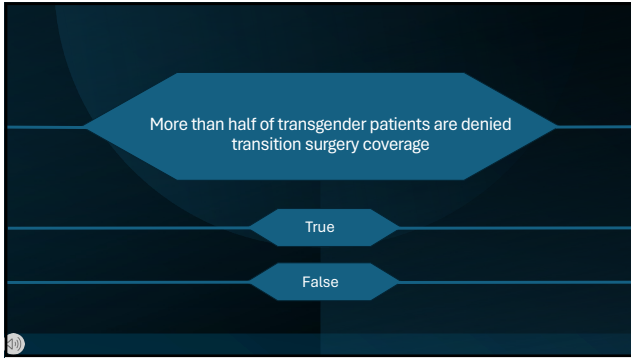 More than half of transgender patients are denied
transition surgery coverage
True
False